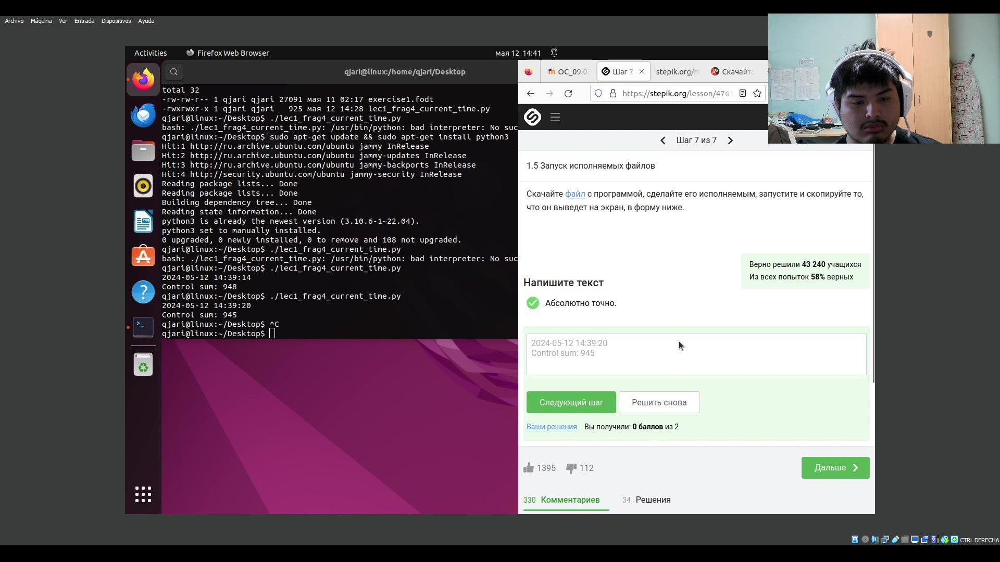 Archivo Máquina Ver Entrada Dispositivos Ayuda
Activities Firefox Web Browser мая 12 14:41
qjari@linux:/home/qjari/Desktop
total 32
-rw-rw-r-- 1 qjari qjari 27091 мая 11 02:17 exercise1.fodt
-rwxrwxr-x 1 qjari qjari   925 мая 12 14:28 lec1_frag4_current_time.py
qjari@linux:~/Desktop$ ./lec1_frag4_current_time.py
bash: ./lec1_frag4_current_time.py: /usr/bin/python: bad interpreter: No suc
qjari@linux:~/Desktop$ sudo apt-get update && sudo apt-get install python3
Hit:1 http://ru.archive.ubuntu.com/ubuntu jammy InRelease
Hit:2 http://ru.archive.ubuntu.com/ubuntu jammy-updates InRelease
Hit:3 http://ru.archive.ubuntu.com/ubuntu jammy-backports InRelease
Hit:4 http://security.ubuntu.com/ubuntu jammy-security InRelease
Reading package lists... Done
Reading package lists... Done
Building dependency tree... Done
Reading state information... Done
python3 is already the newest version (3.10.6-1~22.04).
python3 set to manually installed.
0 upgraded, 0 newly installed, 0 to remove and 108 not upgraded.
qjari@linux:~/Desktop$ ./lec1_frag4_current_time.py
bash: ./lec1_frag4_current_time.py: /usr/bin/python: bad interpreter: No suc
qjari@linux:~/Desktop$ ./lec1_frag4_current_time.py
2024-05-12 14:39:14
Control sum: 948
qjari@linux:~/Desktop$ ./lec1_frag4_current_time.py
2024-05-12 14:39:20
Control sum: 945
qjari@linux:~/Desktop$ ^C
qjari@linux:~/Desktop$
ОС_09.0 Шаг 7 stepik.org/m Скачайте
https://stepik.org/lesson/4761
Шаг 7 из 7
1.5 Запуск исполняемых файлов
Скачайте файл с программой, сделайте его исполняемым, запустите и скопируйте то,
что он выведет на экран, в форму ниже.
Верно решили 43 240 учащихся
Из всех попыток 58% верных
Напишите текст
Абсолютно точно.
2024-05-12 14:39:20
Control sum: 945
Следующий шаг Решить снова
Ваши решения Вы получили: 0 баллов из 2
1395 112 Дальше
330 Комментариев 34 Решения
CTRL DERECHA